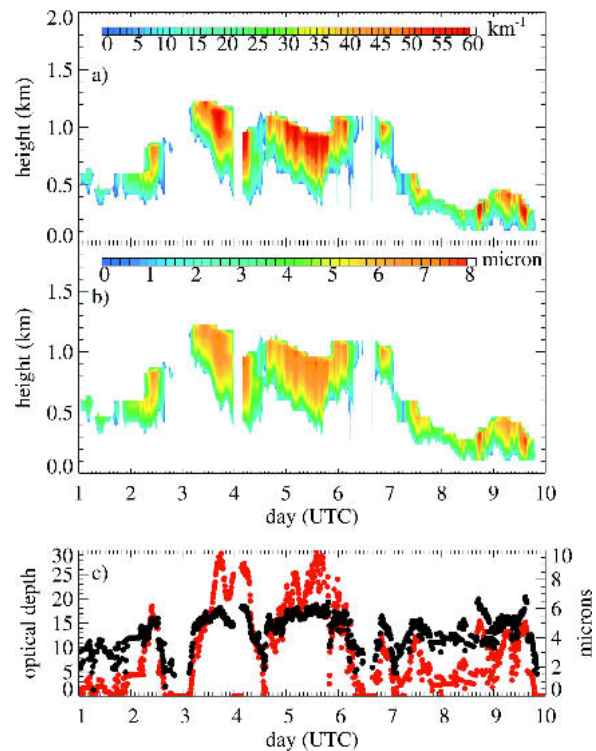 2.0
0 5 10 15 20 25 30 35 40 45 50 55 60 km-1
a)
1.5
height (km)
1.0
0.5
0.0
0 1 2 3 4 5 6 7 8 micron
b)
1.5
height (km)
1.0
0.5
0.0
1 2 3 4 5 6 7 8 9 10
day (UTC)
30 c) 10
25
20 8
15 6
10 4
5 2
0 0
optical depth
microns
1 2 3 4 5 6 7 8 9 10
day (UTC)